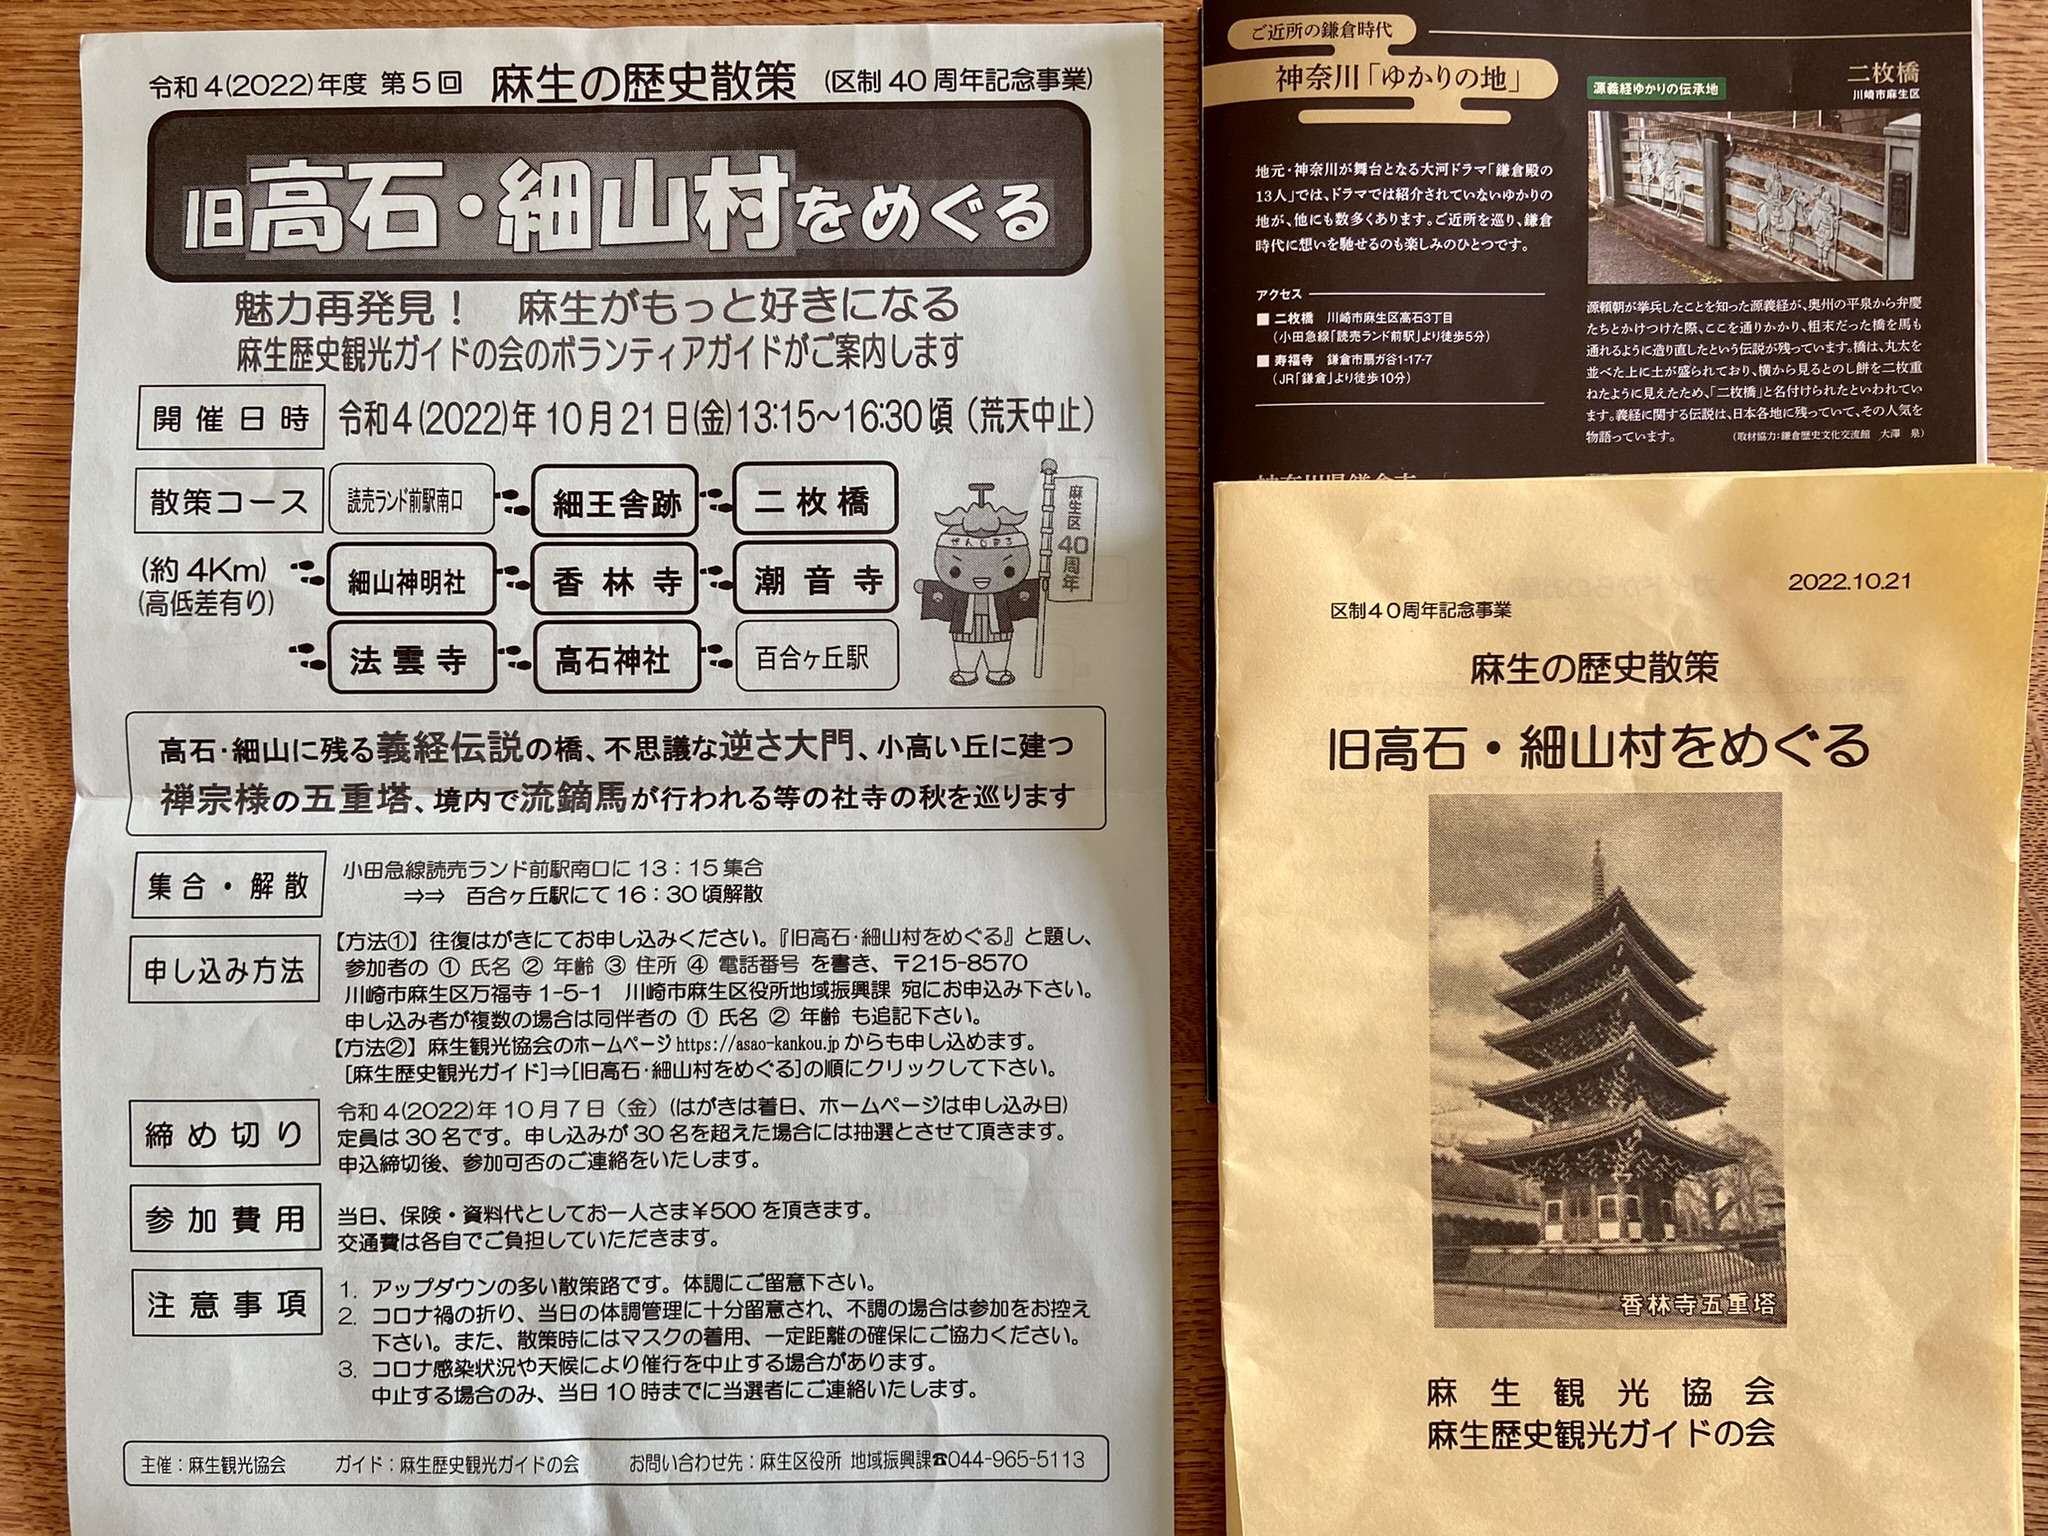 令和4(2022)年度 第5回 麻生の歴史散策 (区制40周年記念事業)
旧高石・細山村をめぐる
魅力再発見！ 麻生がもっと好きになる
麻生歴史観光ガイドの会のボランティアガイドがご案内します
開催日時 令和4(2022)年10月21日(金)13:15～16:30頃(荒天中止)
散策コース 読売ランド前駅南口 細王舎跡 二枚橋
(約4Km) 細山神明社 香林寺 潮音寺
(高低差有り)
法雲寺 高石神社 百合ヶ丘駅
ぜんじまる
麻生区40周年
高石・細山に残る義経伝説の橋、不思議な逆さ大門、小高い丘に建つ
禅宗様の五重塔、境内で流鏑馬が行われる等の社寺の秋を巡ります
集合・解散 小田急線読売ランド前駅南口に13：15集合
⇒⇒ 百合ヶ丘駅にて16：30頃解散
申し込み方法 【方法①】往復はがきにてお申し込みください。『旧高石・細山村をめぐる』と題し、
参加者の ① 氏名 ② 年齢 ③ 住所 ④ 電話番号 を書き、〒215-8570
川崎市麻生区万福寺1-5-1 川崎市麻生区役所地域振興課 宛にお申込み下さい。
申し込み者が複数の場合は同伴者の ① 氏名 ② 年齢 も追記下さい。
【方法②】麻生観光協会のホームページhttps://asao-kankou.jpからも申し込めます。
[麻生歴史観光ガイド]⇒[旧高石・細山村をめぐる]の順にクリックして下さい。
締め切り 令和4(2022)年10月7日（金）(はがきは着日、ホームページは申し込み日)
定員は30名です。申し込みが30名を超えた場合には抽選とさせて頂きます。
申込締切後、参加可否のご連絡をいたします。
参加費用 当日、保険・資料代としてお一人さま¥500を頂きます。
交通費は各自でご負担していただきます。
注意事項 1. アップダウンの多い散策路です。体調にご留意下さい。
2. コロナ禍の折り、当日の体調管理に十分留意され、不調の場合は参加をお控え
下さい。また、散策時にはマスクの着用、一定距離の確保にご協力ください。
3. コロナ感染状況や天候により催行を中止する場合があります。
中止する場合のみ、当日10時までに当選者にご連絡いたします。
主催：麻生観光協会 ガイド：麻生歴史観光ガイドの会 お問い合わせ先：麻生区役所 地域振興課☎044-965-5113
ご近所の鎌倉時代
神奈川「ゆかりの地」
地元・神奈川が舞台となる大河ドラマ「鎌倉殿の
13人」では、ドラマでは紹介されていないゆかりの
地が、他にも数多くあります。ご近所を巡り、鎌倉
時代に想いを馳せるのも楽しみのひとつです。
アクセス
■ 二枚橋 川崎市麻生区高石3丁目
(小田急線「読売ランド前駅」より徒歩5分)
■ 寿福寺 鎌倉市扇ガ谷1-17-7
(JR「鎌倉」より徒歩10分)
源義経ゆかりの伝承地
二枚橋
川崎市麻生区
源頼朝が挙兵したことを知った源義経が、奥州の平泉から弁慶
たちとかけつけた際、ここを通りかかり、粗末だった橋を馬も
通れるように造り直したという伝説が残っています。橋は、丸太を
並べた上に土が盛られており、横から見るとのし餅を二枚重
ねたように見えたため、「二枚橋」と名付けられたといわれてい
ます。義経に関する伝説は、日本各地に残っていて、その人気を
物語っています。 (取材協力：鎌倉歴史文化交流館 大澤 泉)
2022.10.21
区制40周年記念事業
麻生の歴史散策
旧高石・細山村をめぐる
香林寺五重塔
麻生観光協会
麻生歴史観光ガイドの会